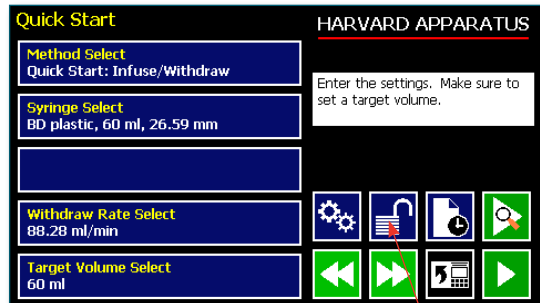 Quick Start
HARVARD APPARATUS
Method Select
Quick Start: Infuse/Withdraw
Syringe Select
BD plastic, 60 ml, 26.59 mm
Enter the settings. Make sure to
set a target volume.
Withdraw Rate Select
88.28 ml/min
Target Volume Select
60 ml